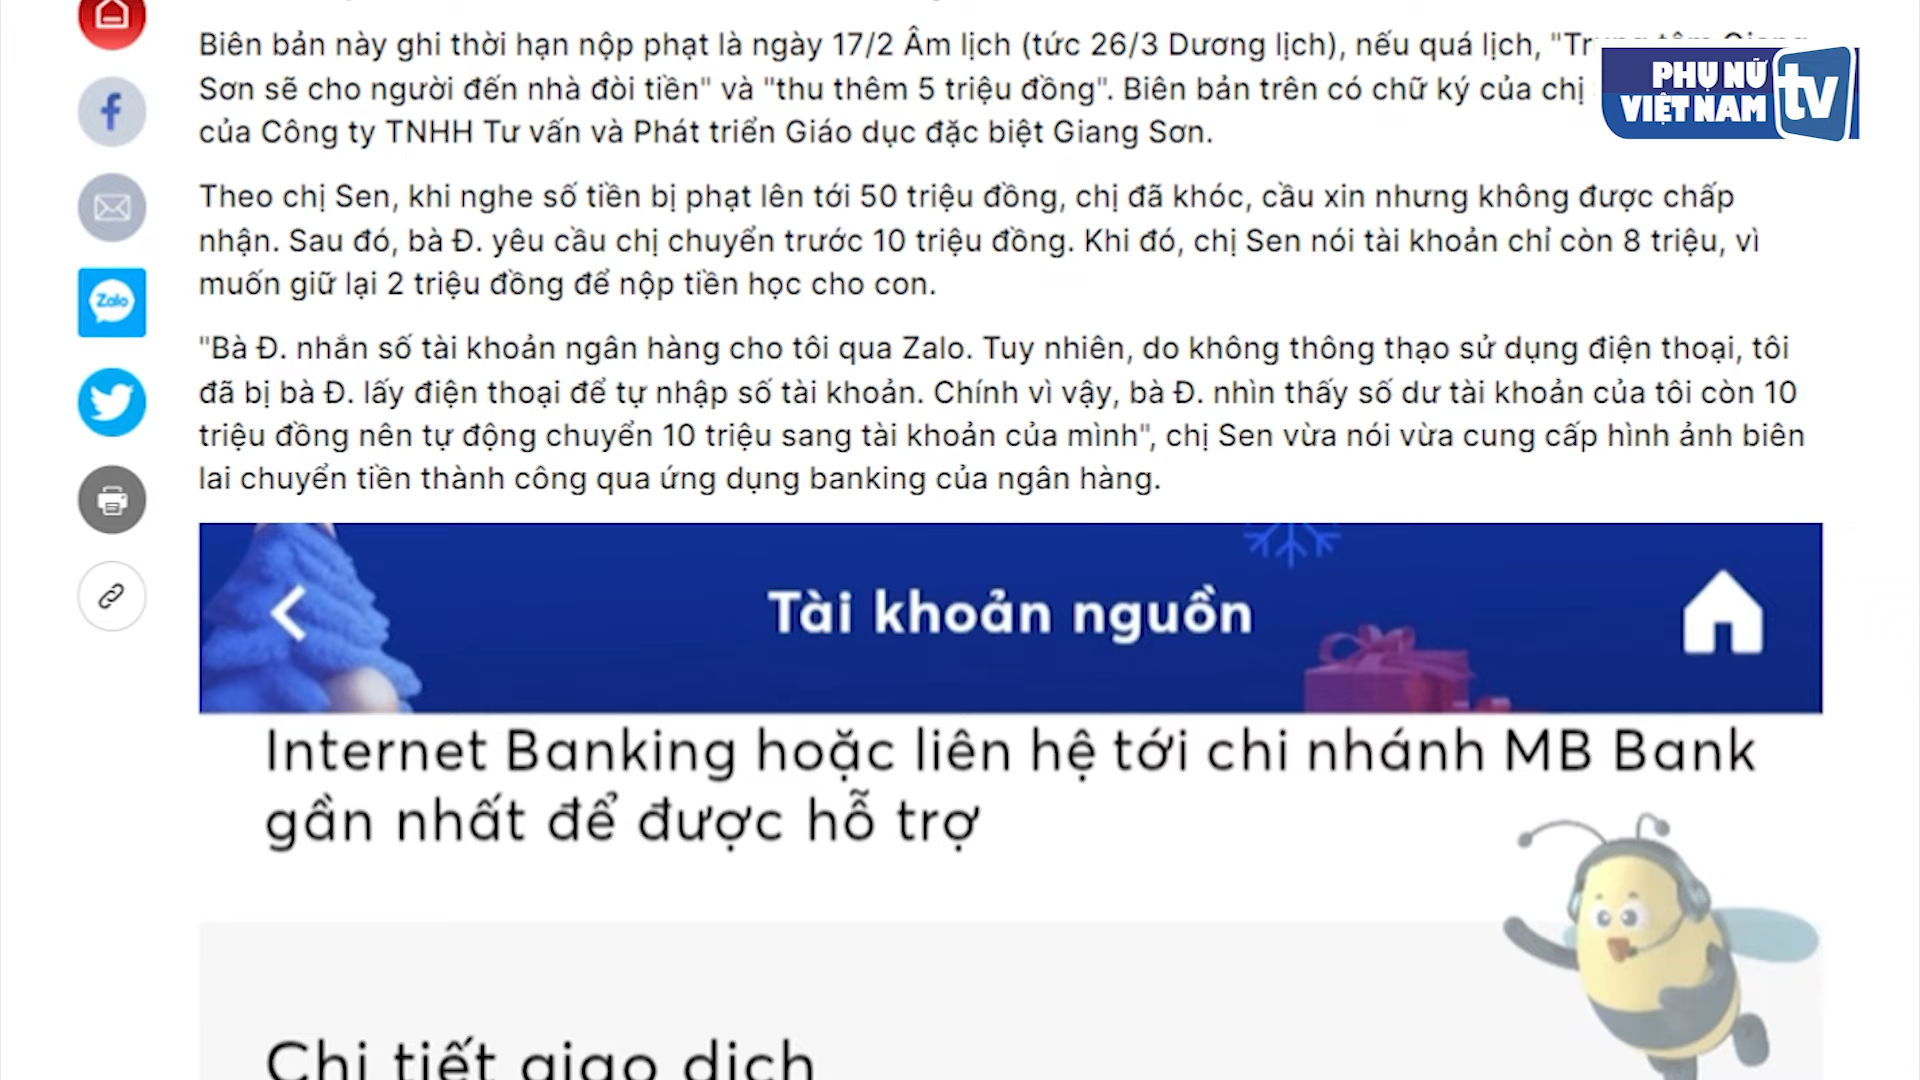 Biên bản này ghi thời hạn nộp phạt là ngày 17/2 Âm lịch (tức 26/3 Dương lịch), nếu quá lịch, "Trung tâm Giang
Sơn sẽ cho người đến nhà đòi tiền" và "thu thêm 5 triệu đồng". Biên bản trên có chữ ký của chị
của Công ty TNHH Tư vấn và Phát triển Giáo dục đặc biệt Giang Sơn.
PHỤ NỮ
VIỆT NAM tv
Theo chị Sen, khi nghe số tiền bị phạt lên tới 50 triệu đồng, chị đã khóc, cầu xin nhưng không được chấp
nhận. Sau đó, bà Đ. yêu cầu chị chuyển trước 10 triệu đồng. Khi đó, chị Sen nói tài khoản chỉ còn 8 triệu, vì
muốn giữ lại 2 triệu đồng để nộp tiền học cho con.
Zalo
"Bà Đ. nhắn số tài khoản ngân hàng cho tôi qua Zalo. Tuy nhiên, do không thông thạo sử dụng điện thoại, tôi
đã bị bà Đ. lấy điện thoại để tự nhập số tài khoản. Chính vì vậy, bà Đ. nhìn thấy số dư tài khoản của tôi còn 10
triệu đồng nên tự động chuyển 10 triệu sang tài khoản của mình", chị Sen vừa nói vừa cung cấp hình ảnh biên
lai chuyển tiền thành công qua ứng dụng banking của ngân hàng.
Tài khoản nguồn
Internet Banking hoặc liên hệ tới chi nhánh MB Bank
gần nhất để được hỗ trợ
Chi tiết giao dịch